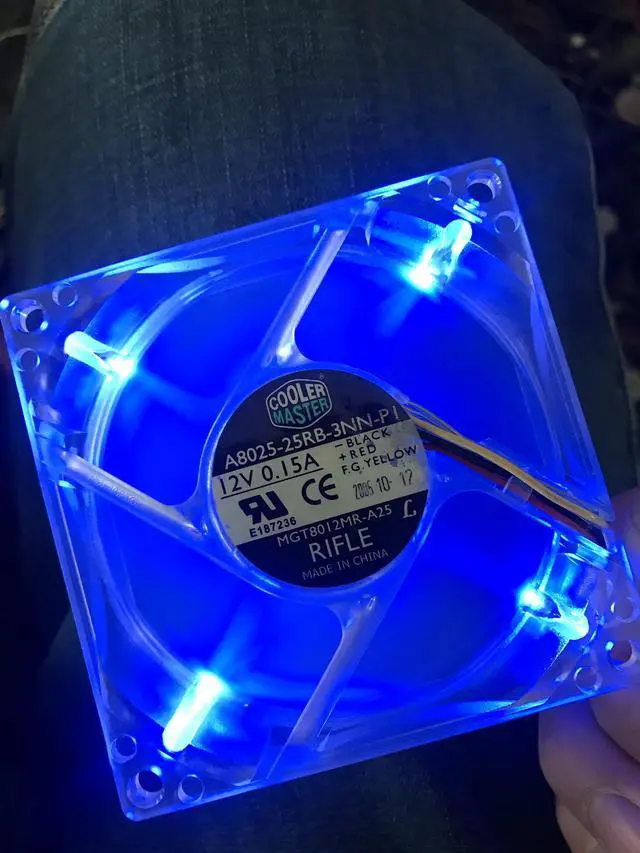 COOLER
MASTER
A8025-25RB-3NN-P1
12V 0.15A
-BLACK
+RED
F.G.YELLOW
2005 10- 12
CE
E187236
MGT8012MR-A25
RIFLE
MADE IN CHINA